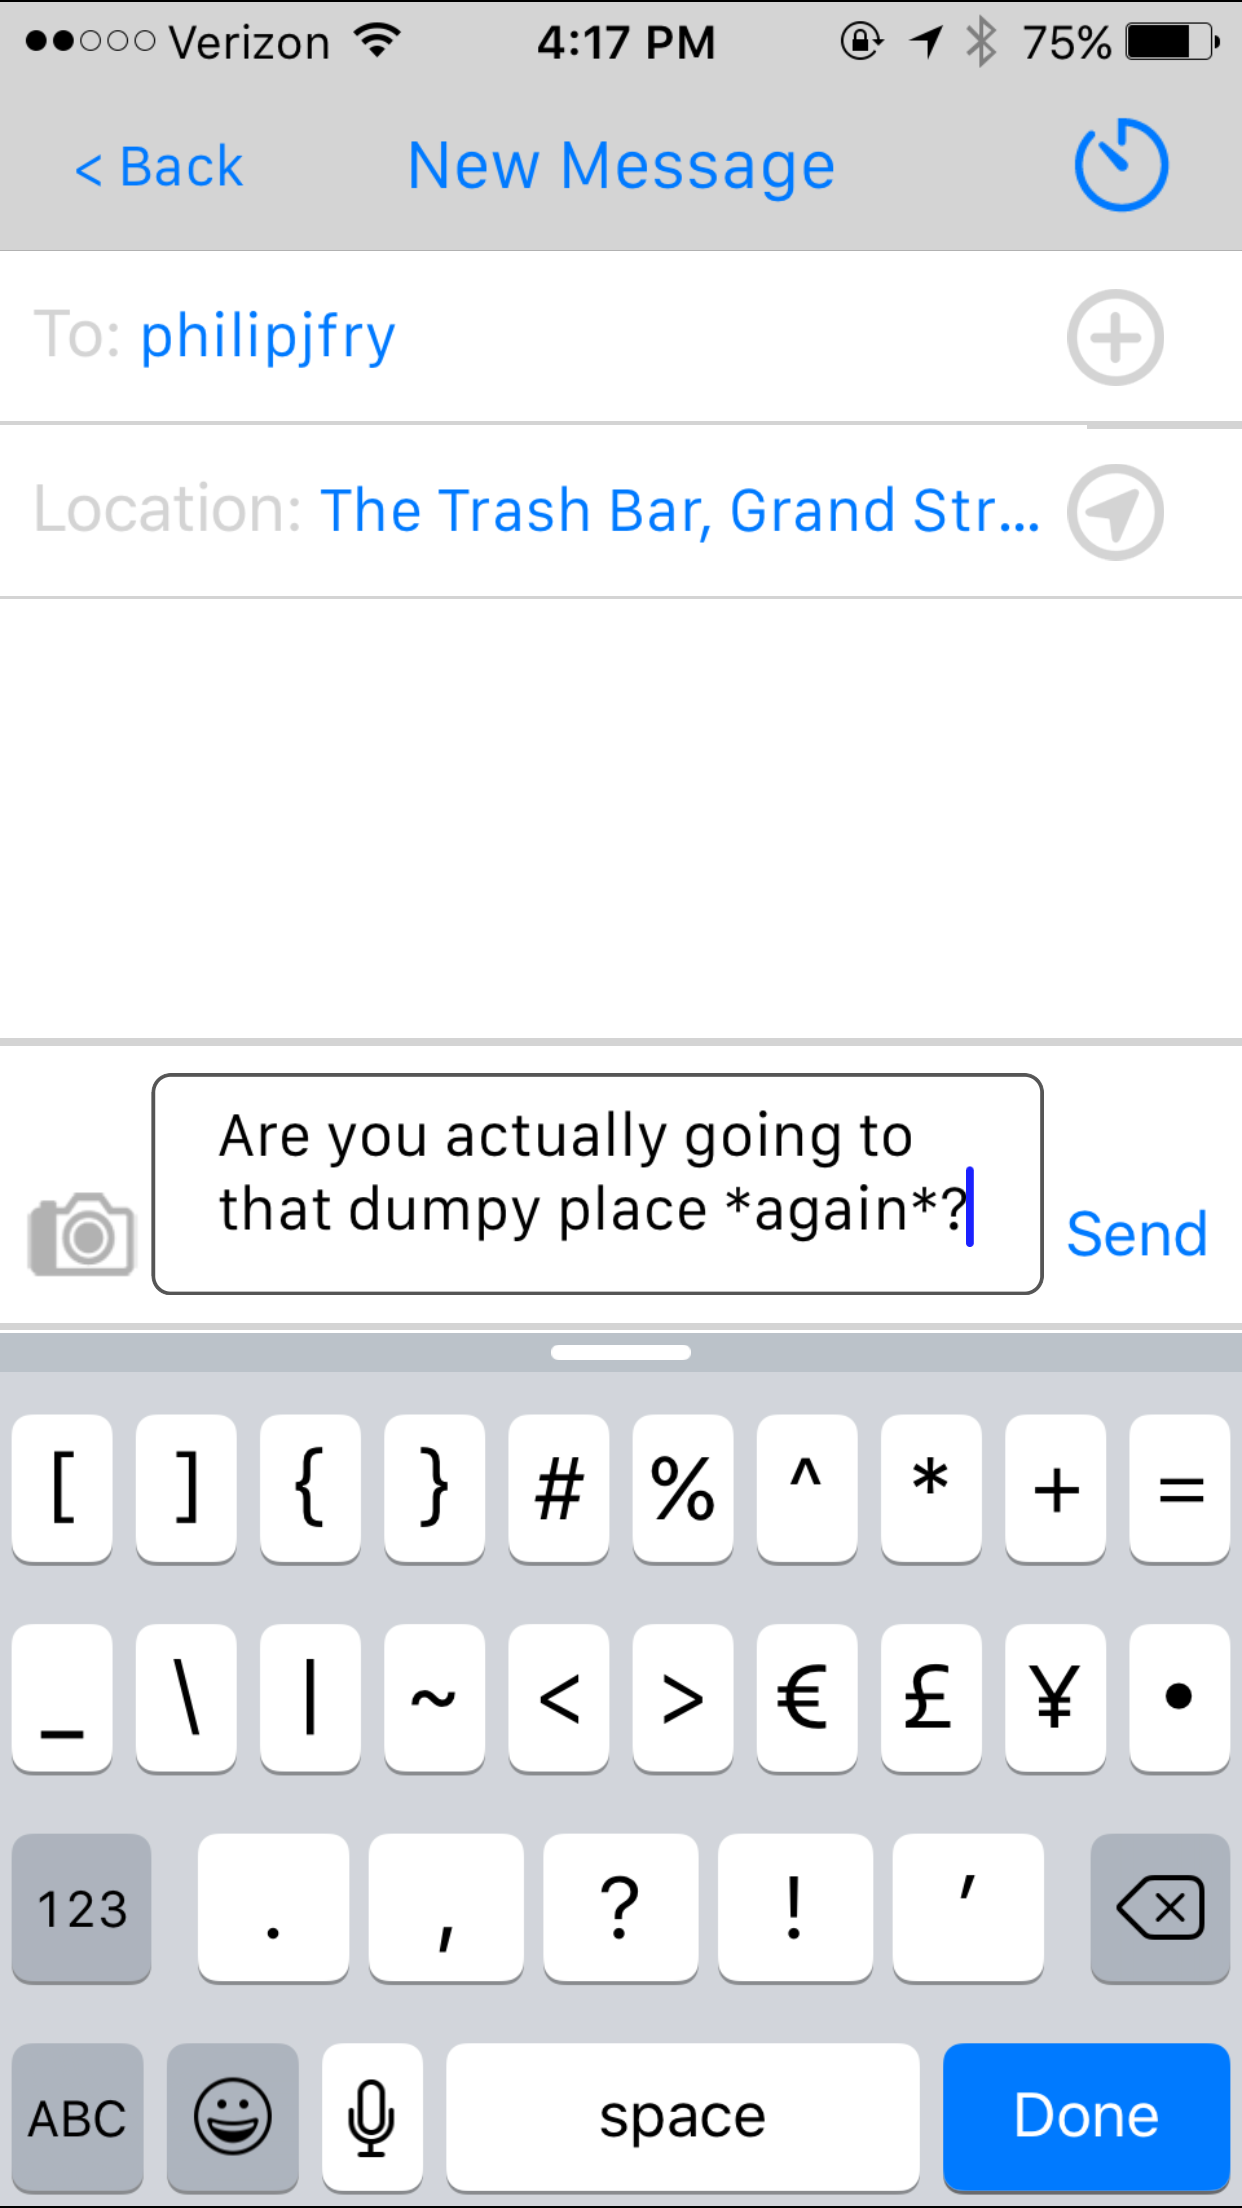 Verizon 4:17 PM 75%
< Back New Message
To: philipjfry
Location: The Trash Bar, Grand Str...
Are you actually going to
that dumpy place *again*?
Send
[ ] { } # % ^ * + =
_ \ | ~ < > € £ ¥ •
123 . , ? ! ′
ABC space Done